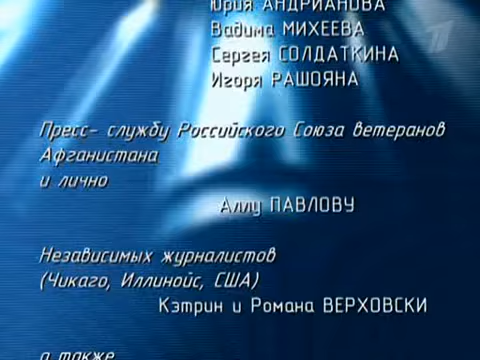 Юрия АНДРИАНОВА
Вадима МИХЕЕВА
Сергея СОЛДАТКИНА
Игоря РАШОЯНА
Пресс- службу Российского Союза ветеранов
Афганистана
и лично
Аллу ПАВЛОВУ
Независимых журналистов
(Чикаго, Иллинойс, США)
Кэтрин и Романа ВЕРХОВСКИ
а также